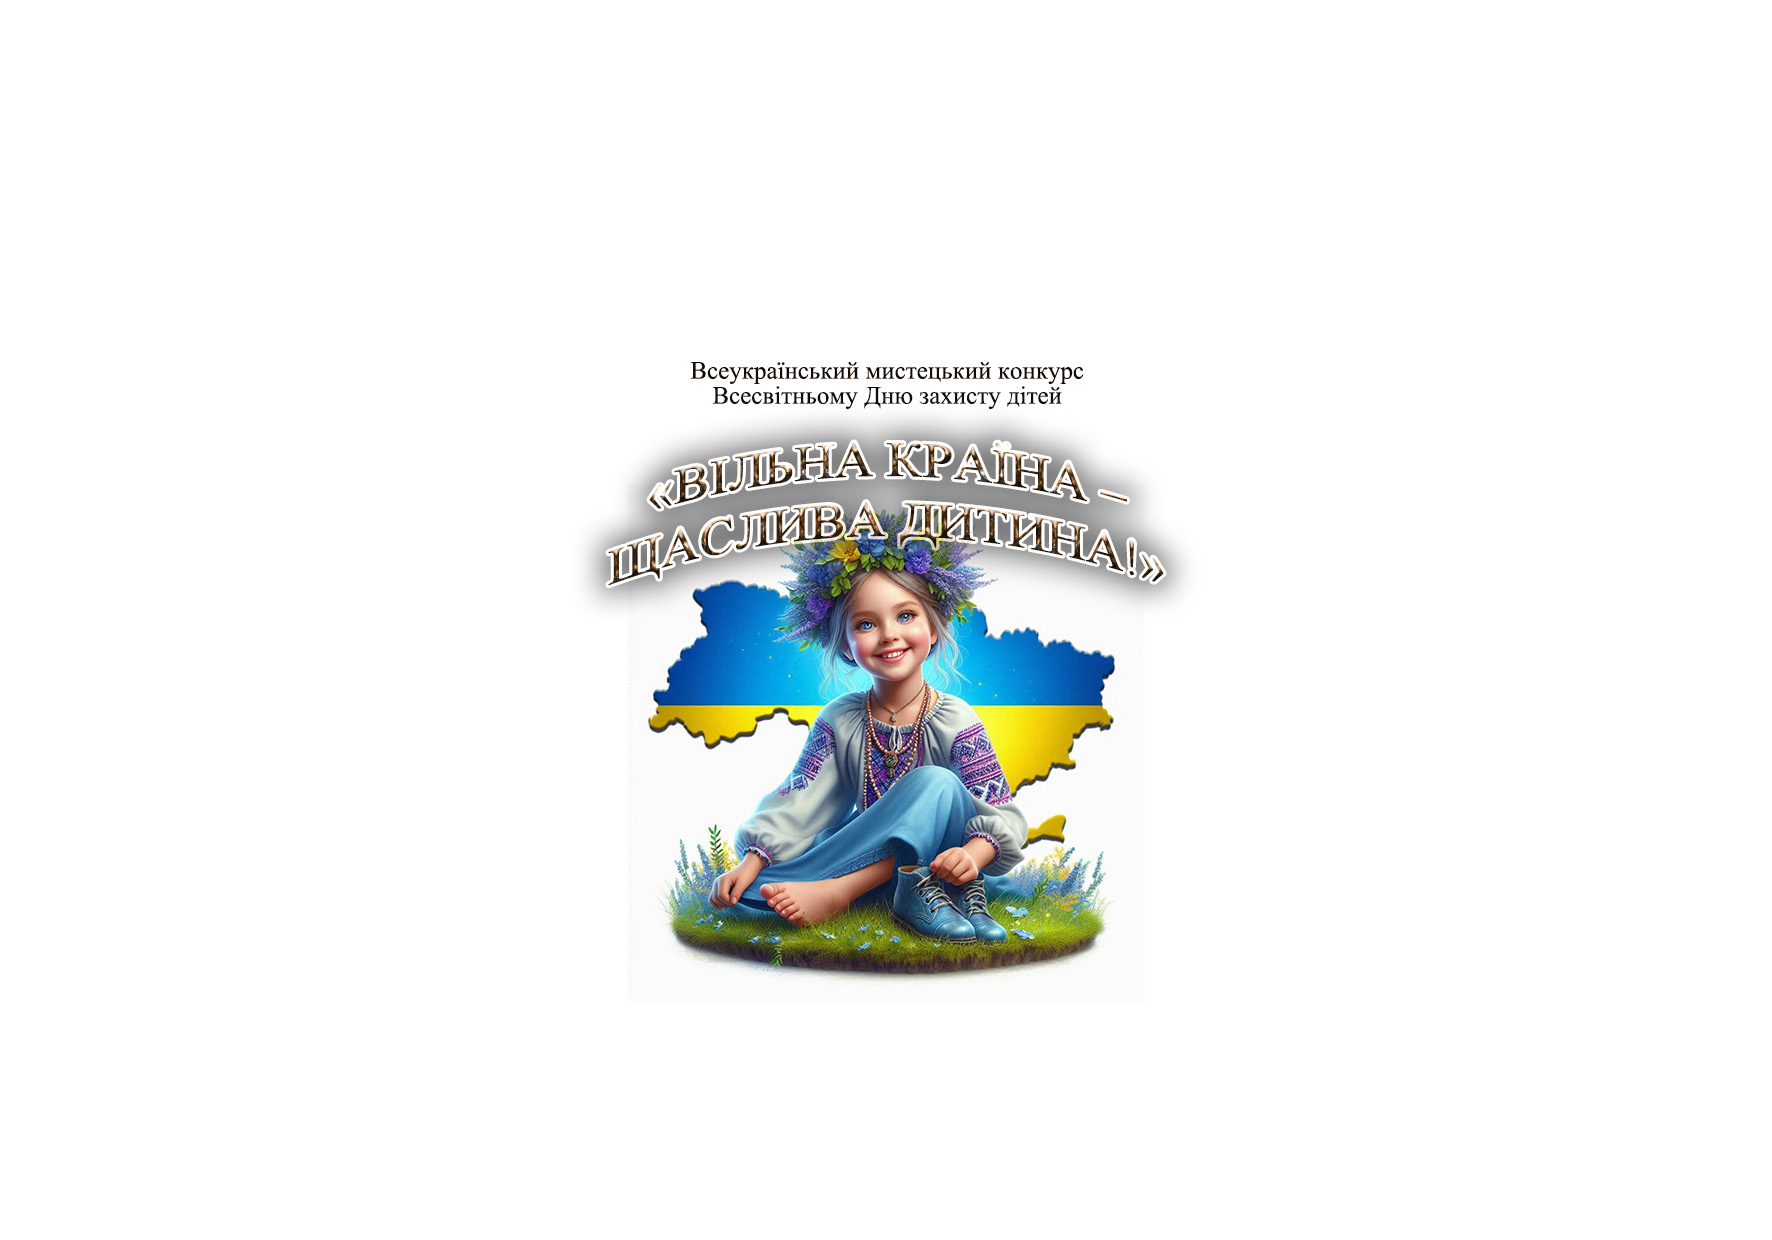 Всеукраїнський мистецький конкурс
Всесвітньому Дню захисту дітей
«ВІЛЬНА КРАЇНА –
ЩАСЛИВА ДИТИНА!»